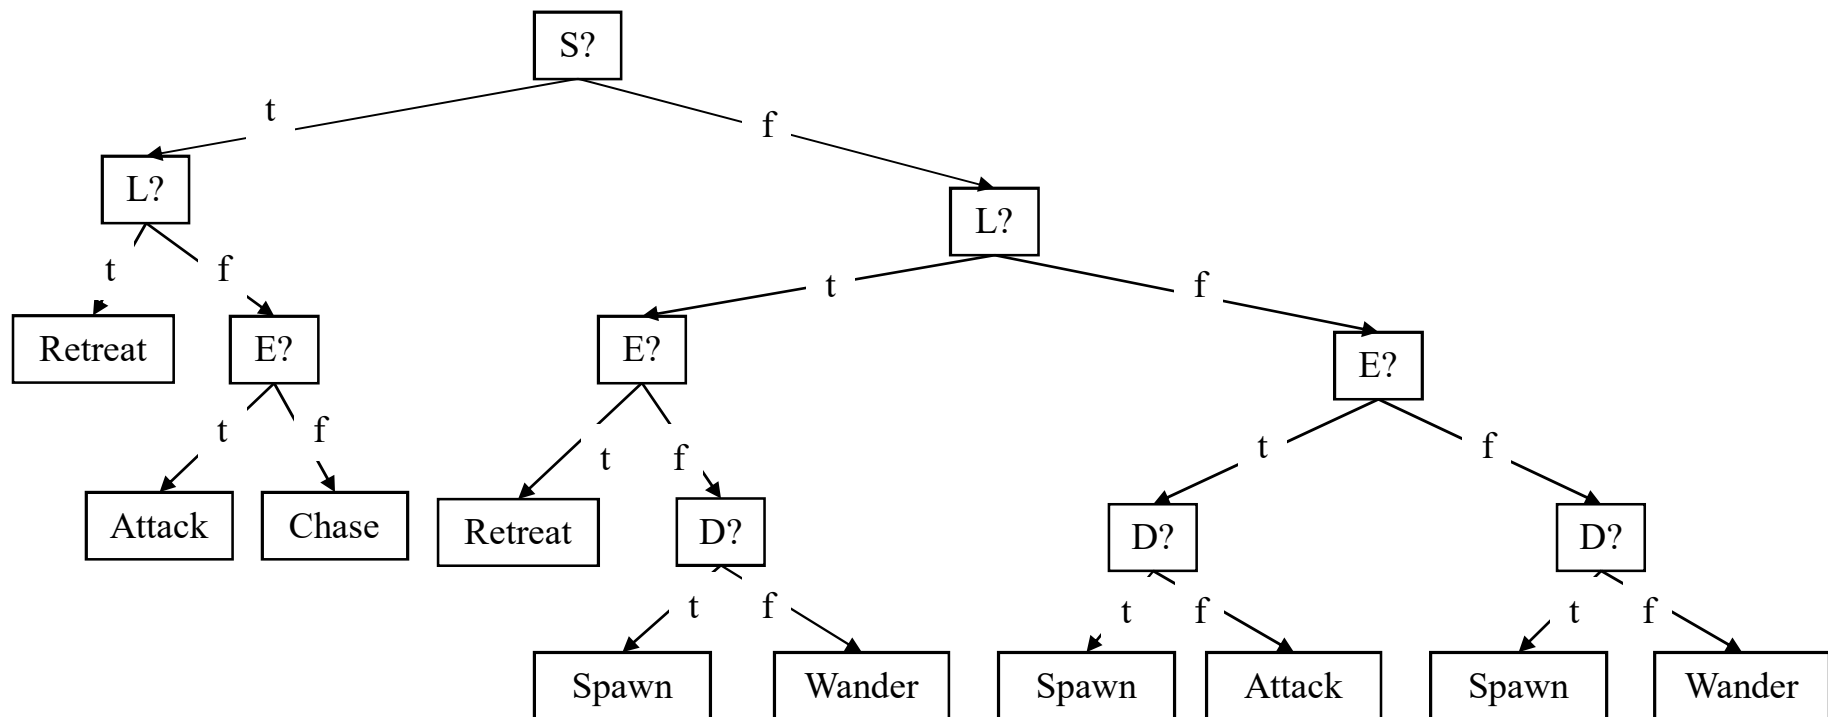 S?
t
f
L?
L?
t
f
t
f
Retreat
E?
E?
E?
t
f
t
f
t
f
Attack
Chase
Retreat
D?
D?
D?
t
f
t
f
t
f
Spawn
Wander
Spawn
Attack
Spawn
Wander